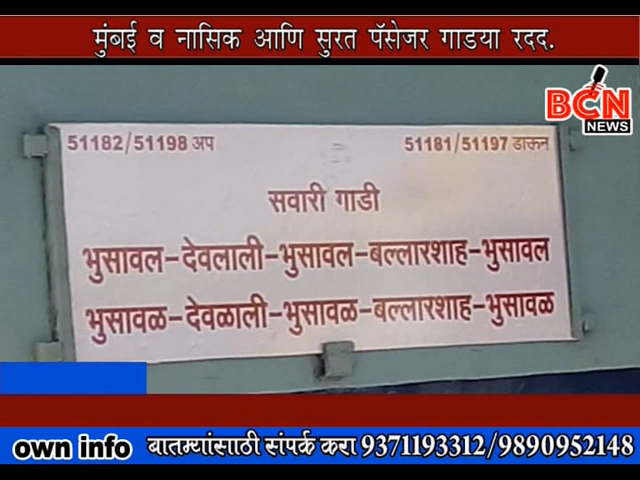 मुंबई व नासिक आणि सुरत पॅसेजर गाडया रदद.
BCN
NEWS
51182/51198 अप
51181/51197 डाऊन
सवारी गाडी
भुसावल-देवलाली-भुसावल-बल्लारशाह-भुसावल
भुसावळ-देवळाली-भुसावळ-बल्लारशाह-भुसावळ
own info
बातम्यांसाठी संपर्क करा 9371193312/9890952148